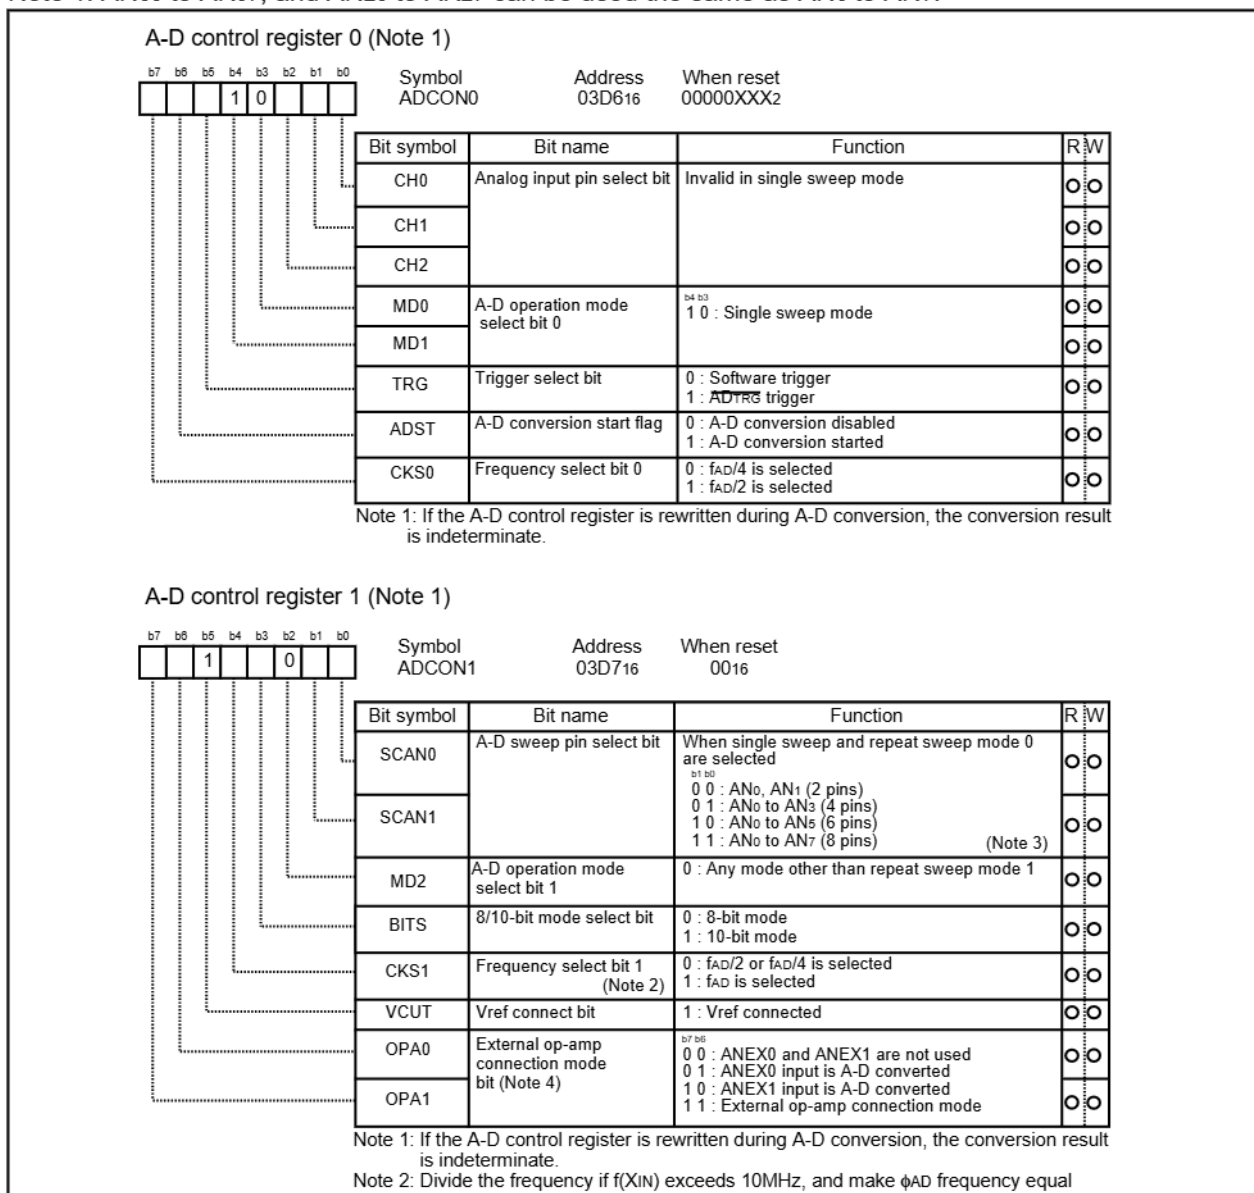 A-D control register 0 (Note 1)
b7 b6 b5 b4 b3 b2 b1 b0
1 0
Symbol Address When reset
ADCON0 03D616 00000XXX2
Bit symbol Bit name Function R W
CH0 Analog input pin select bit Invalid in single sweep mode
CH1
CH2
MD0 A-D operation mode select bit 0 b4 b3
1 0 : Single sweep mode
MD1
TRG Trigger select bit 0 : Software trigger
1 : ADTRG trigger
ADST A-D conversion start flag 0 : A-D conversion disabled
1 : A-D conversion started
CKS0 Frequency select bit 0 0 : fAD/4 is selected
1 : fAD/2 is selected
Note 1: If the A-D control register is rewritten during A-D conversion, the conversion result
is indeterminate.
A-D control register 1 (Note 1)
b7 b6 b5 b4 b3 b2 b1 b0
1 0
Symbol Address When reset
ADCON1 03D716 0016
Bit symbol Bit name Function R W
SCAN0 A-D sweep pin select bit When single sweep and repeat sweep mode 0
are selected
b1 b0
0 0 : AN0, AN1 (2 pins)
0 1 : AN0 to AN3 (4 pins)
SCAN1 1 0 : AN0 to AN5 (6 pins)
1 1 : AN0 to AN7 (8 pins) (Note 3)
MD2 A-D operation mode select bit 1 0 : Any mode other than repeat sweep mode 1
BITS 8/10-bit mode select bit 0 : 8-bit mode
1 : 10-bit mode
CKS1 Frequency select bit 1 (Note 2) 0 : fAD/2 or fAD/4 is selected
1 : fAD is selected
VCUT Vref connect bit 1 : Vref connected
OPA0 External op-amp connection mode bit (Note 4) b7 b6
0 0 : ANEX0 and ANEX1 are not used
0 1 : ANEX0 input is A-D converted
OPA1 1 0 : ANEX1 input is A-D converted
1 1 : External op-amp connection mode
Note 1: If the A-D control register is rewritten during A-D conversion, the conversion result
is indeterminate.
Note 2: Divide the frequency if f(XIN) exceeds 10MHz, and make ϕAD frequency equal